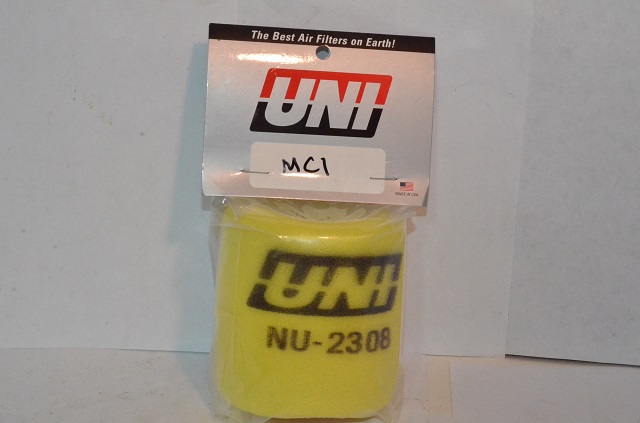 The Best Air Filters on Earth!
UNI
MC1
MADE IN USA
UNI
NU-2308